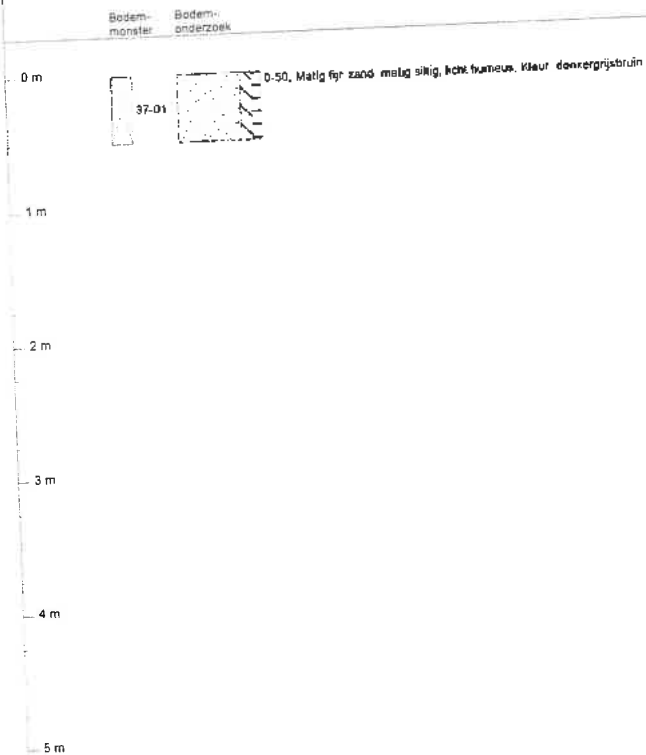 Bodem-
monster
Bodem-
onderzoek
0 m
37-01
0-50, Matig fijn zand matig siltig, licht humeus, Kleur donkergrijsbruin
1 m
2 m
3 m
4 m
5 m